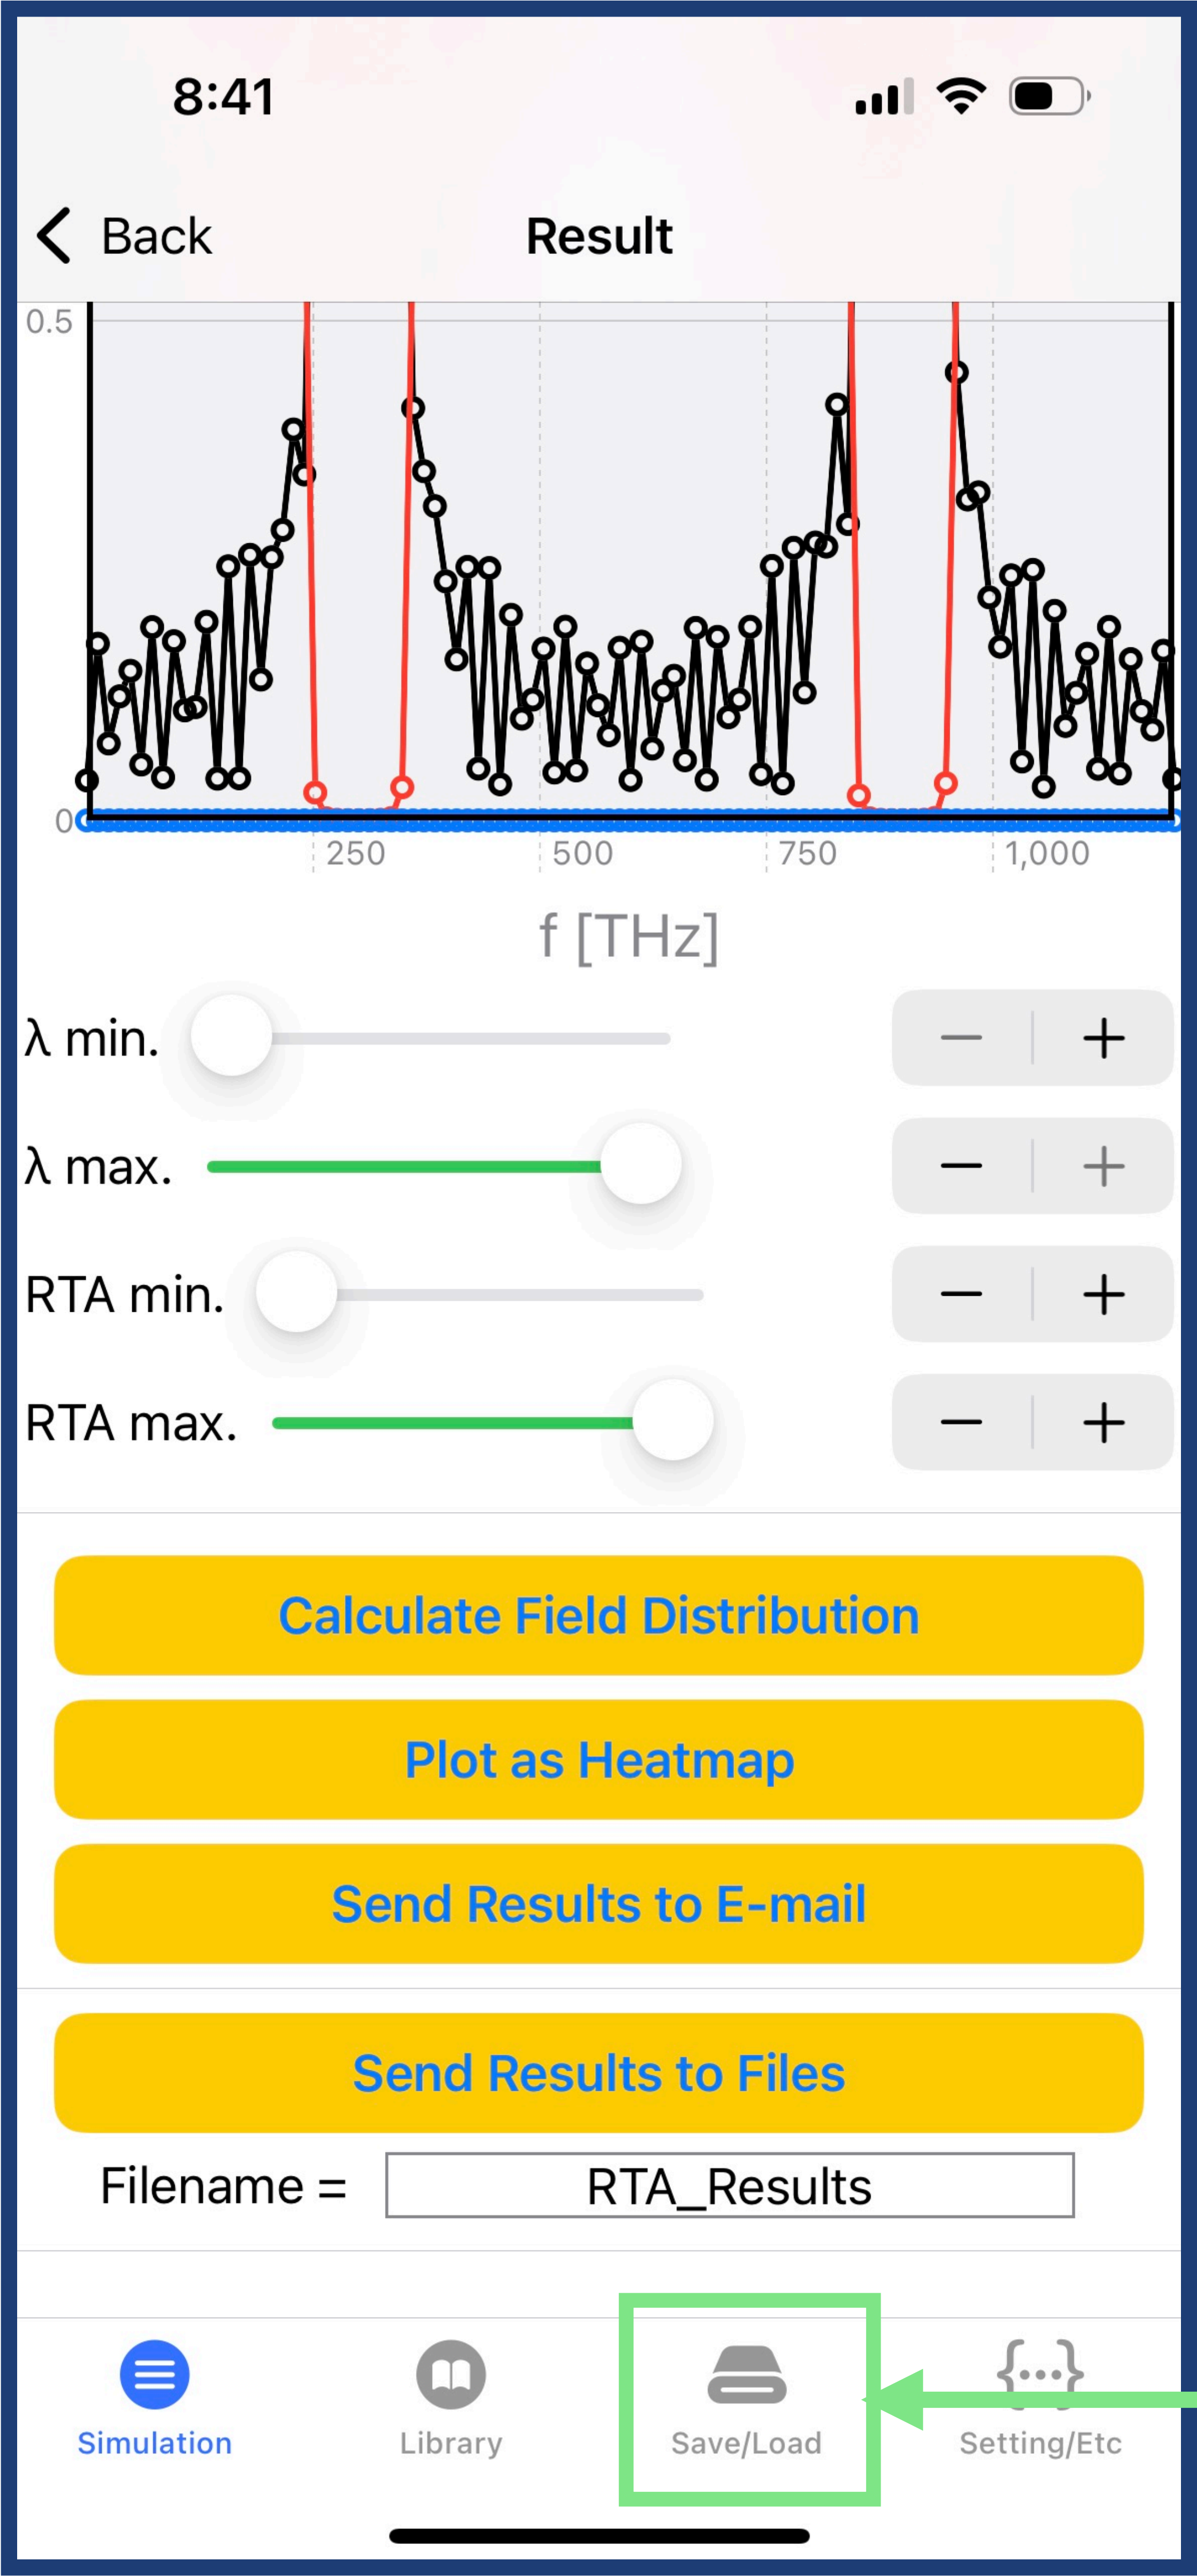 8:41
Back
Result
0.5
0
250 500 750 1,000
f [THz]
λ min. − +
λ max. − +
RTA min. − +
RTA max. − +
Calculate Field Distribution
Plot as Heatmap
Send Results to E-mail
Send Results to Files
Filename = RTA_Results
Simulation Library Save/Load Setting/Etc